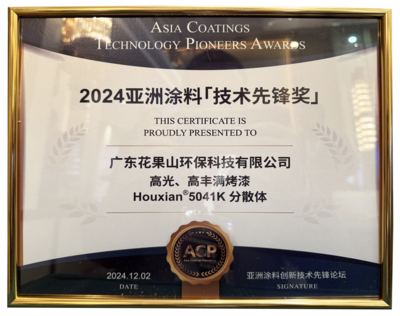 ASIA COATINGS
TECHNOLOGY PIONEERS AWARDS
2024亚洲涂料「技术先锋奖」
THIS CERTIFICATE IS
PROUDLY PRESENTED TO
广东花果山环保科技有限公司
高光、高丰满烤漆
Houxian®5041K 分散体
ACP
2024.12.02
DATE
亚洲涂料创新技术先锋论坛
SIGNATURE